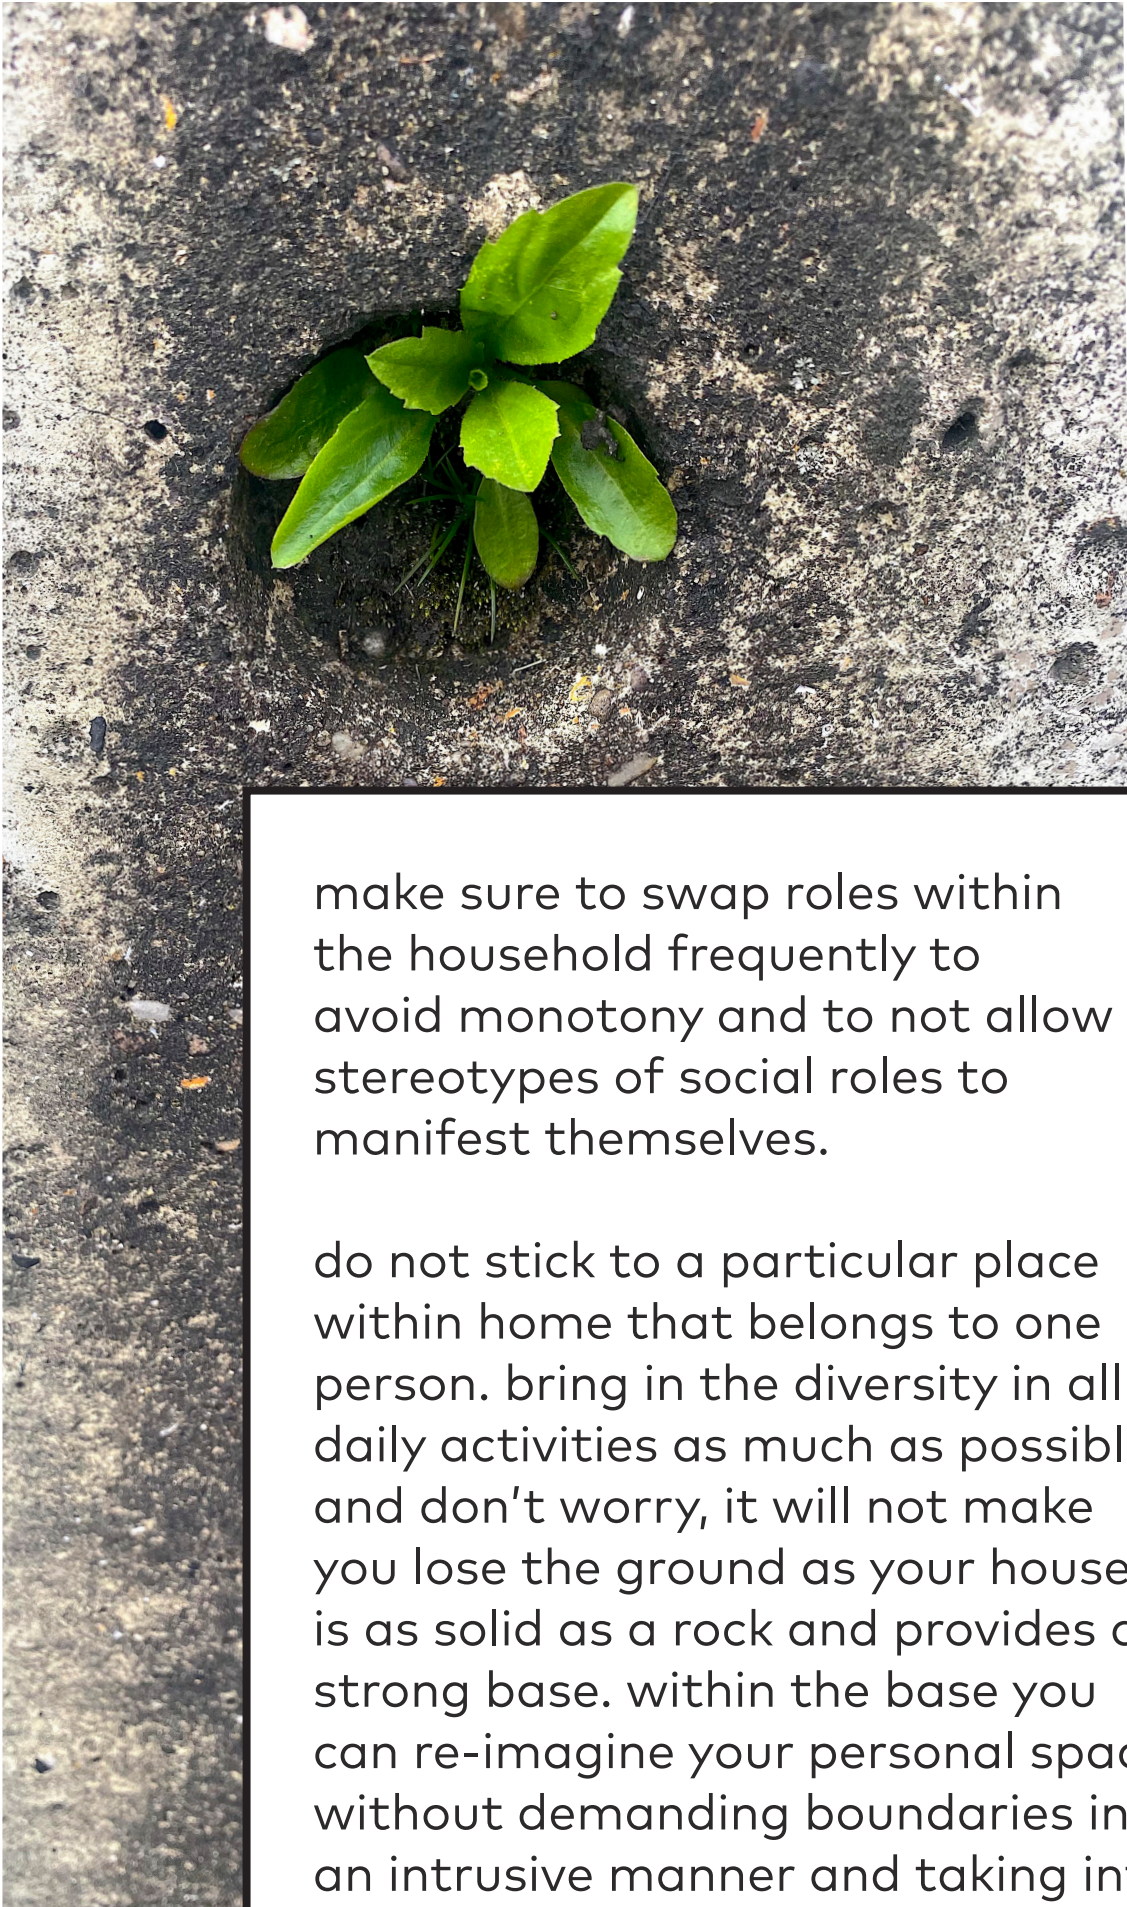 make sure to swap roles within
the household frequently to
avoid monotony and to not allow
stereotypes of social roles to
manifest themselves.
do not stick to a particular place
within home that belongs to one
person. bring in the diversity in all
daily activities as much as possibl
and don’t worry, it will not make
you lose the ground as your house
is as solid as a rock and provides a
strong base. within the base you
can re-imagine your personal spac
without demanding boundaries in
an intrusive manner and taking int